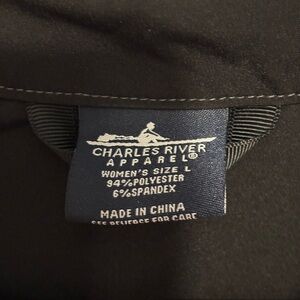 CHARLES RIVER
APPAREL®
WOMEN'S SIZE L
94%POLYESTER
6%SPANDEX
MADE IN CHINA
SEE REVERSE FOR CARE